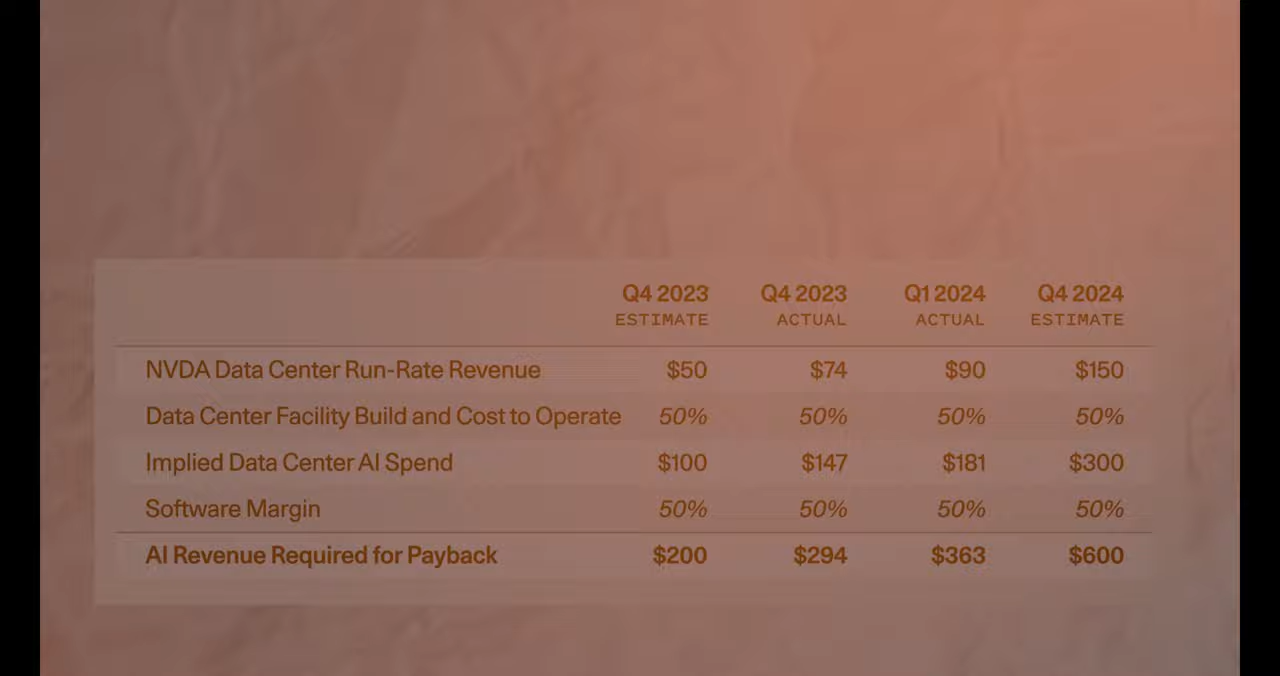 Q4 2023 Q4 2023 Q1 2024 Q4 2024
ESTIMATE ACTUAL ACTUAL ESTIMATE
NVDA Data Center Run-Rate Revenue $50 $74 $90 $150
Data Center Facility Build and Cost to Operate 50% 50% 50% 50%
Implied Data Center AI Spend $100 $147 $181 $300
Software Margin 50% 50% 50% 50%
AI Revenue Required for Payback $200 $294 $363 $600